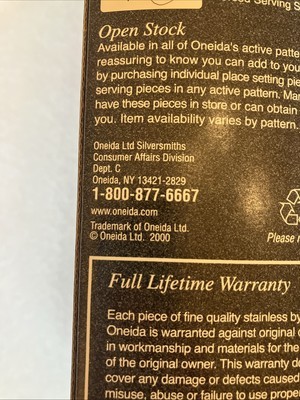 Serving S
Open Stock
Available in all of Oneida's active patte
reassuring to know you can add to you
by purchasing individual place setting pie
serving pieces in any active pattern. Mar
have these pieces in store or can obtain
you. Item availability varies by pattern.
Oneida Ltd Silversmiths
Consumer Affairs Division
Dept. C
Oneida, NY 13421-2829
1-800-877-6667
www.oneida.com
Trademark of Oneida Ltd.
© Oneida Ltd. 2000
Please r
Full Lifetime Warranty
Each piece of fine quality stainless by
Oneida is warranted against original d
in workmanship and materials for the
of the original owner. This warranty do
cover any damage or defects caused
misuse, abuse or failure to use prope